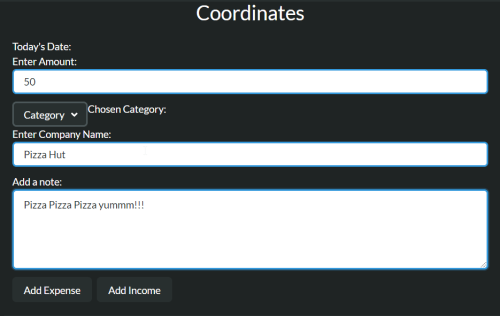 Coordinates
Today's Date:
Enter Amount:
50
Category Chosen Category:
Enter Company Name:
Pizza Hut
Add a note:
Pizza Pizza Pizza yummm!!!
Add Expense Add Income